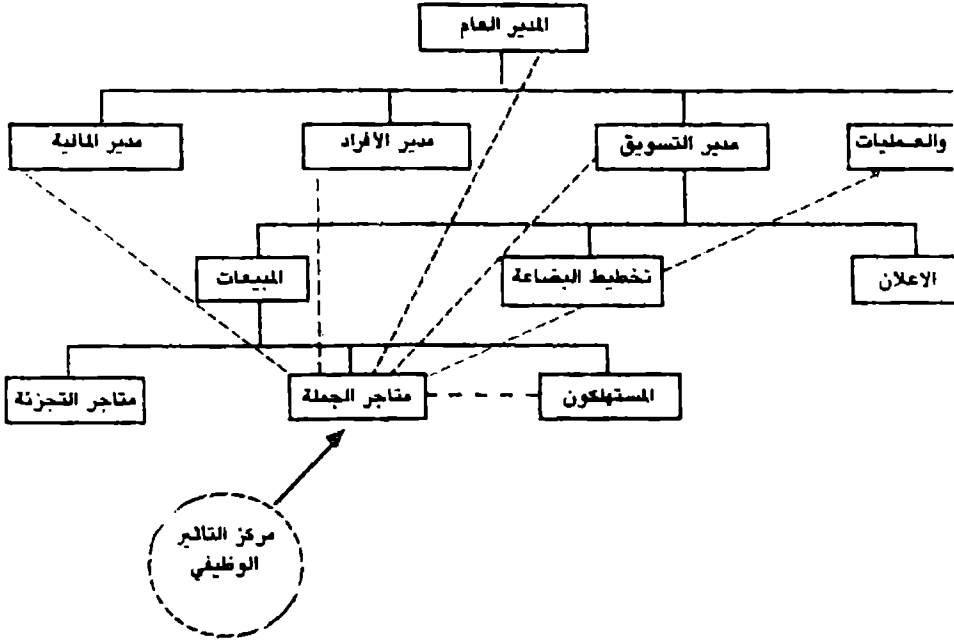 المدير العام
والعمليات
مدير التسويق
مدير الأفراد
مدير المالية
الاعلان
تخطيط البضاعة
المبيعات
المستهلكون
متاجر الجملة
متاجر التجزئة
مركز التاثير
الوظيفي